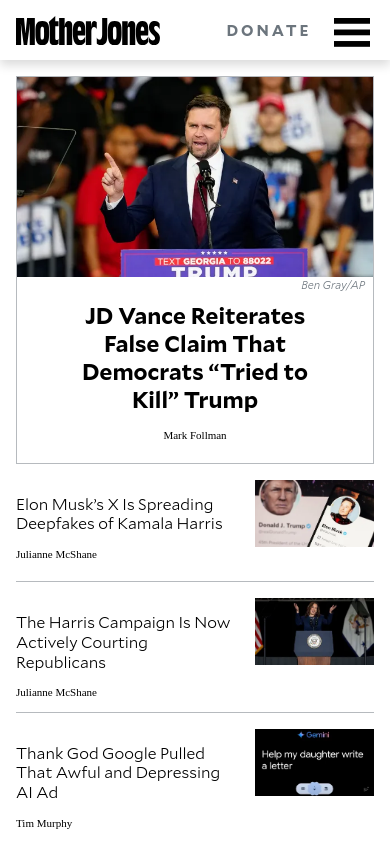 Mother Jones
DONATE
TEXT GEORGIA TO 88022
TRUMP
Ben Gray/AP
JD Vance Reiterates
False Claim That
Democrats “Tried to
Kill” Trump
Mark Follman
Elon Musk’s X Is Spreading
Deepfakes of Kamala Harris
Julianne McShane
Donald J. Trump
Elon Musk
The Harris Campaign Is Now
Actively Courting
Republicans
Julianne McShane
Thank God Google Pulled
That Awful and Depressing
AI Ad
Tim Murphy
Gemini
Help my daughter write
a letter